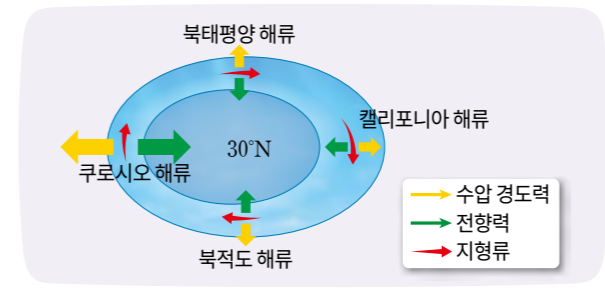 북태평양 해류
캘리포니아 해류
30°N
쿠로시오 해류
북적도 해류
수압 경도력
전향력
지형류